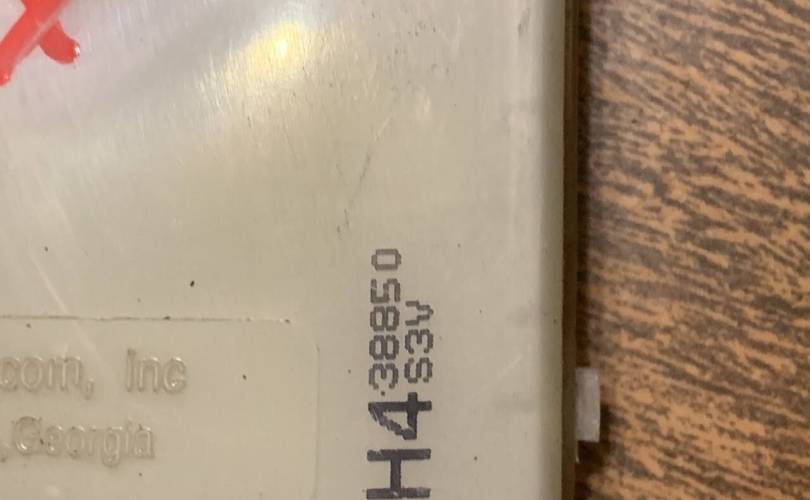 com, Inc
, Georgia
H4
38850
S3V